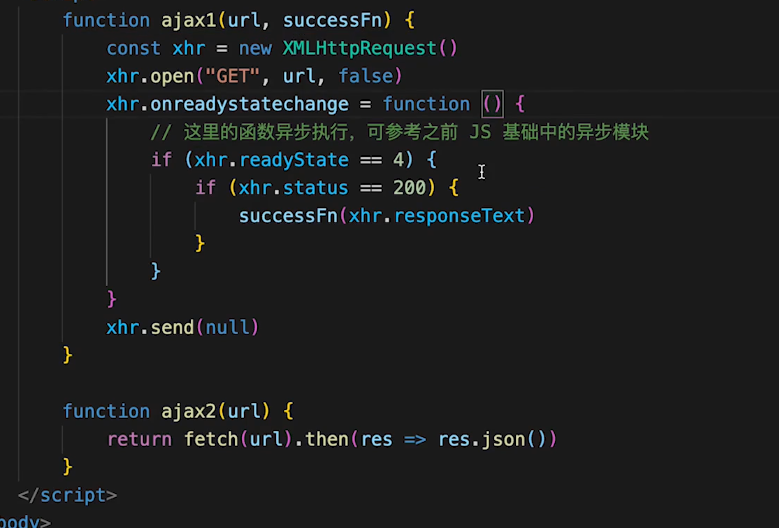 function ajax1(url, successFn) {
const xhr = new XMLHttpRequest()
xhr.open("GET", url, false)
xhr.onreadystatechange = function () {
// 这里的函数异步执行，可参考之前 JS 基础中的异步模块
if (xhr.readyState == 4) {
if (xhr.status == 200) {
successFn(xhr.responseText)
}
}
}
xhr.send(null)
}
function ajax2(url) {
return fetch(url).then(res => res.json())
}
</script>
body>